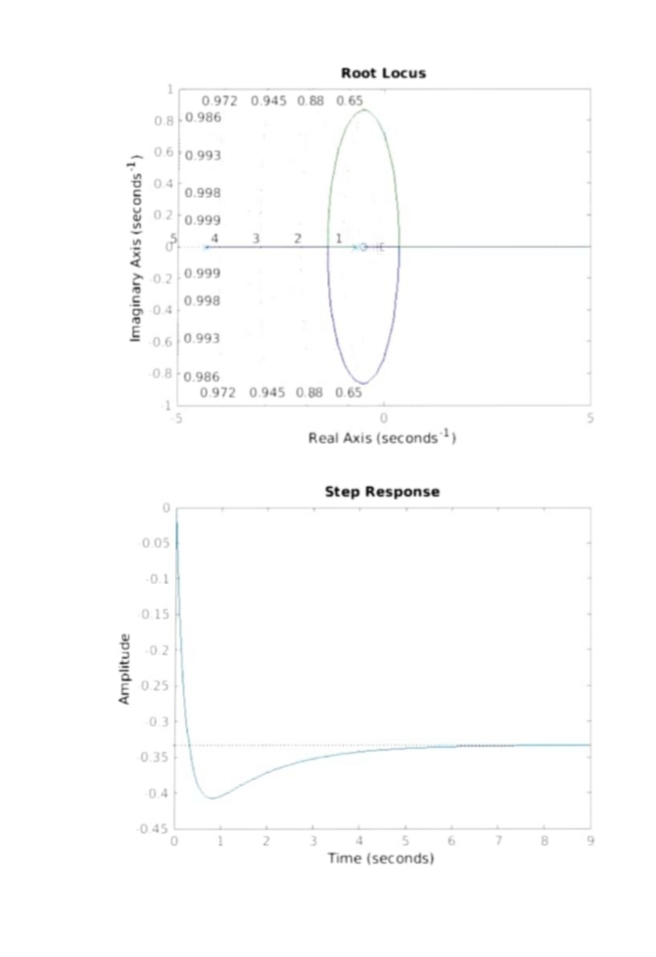 Root Locus
1
0.972 0.945 0.88 0.65
0.8 0.986
0.6 0.993
0.4 0.998
0.2 0.999
5 4 3 2 1
0
-0.2 0.999
-0.4 0.998
-0.6 0.993
-0.8 0.986
0.972 0.945 0.88 0.65
1
-5 0 5
Imaginary Axis (seconds-1)
Real Axis (seconds-1)
Step Response
0
0.05
-0.1
0.15
-0.2
0.25
-0.3
0.35
-0.4
-0.45
0 1 2 3 4 5 6 7 8 9
Amplitude
Time (seconds)